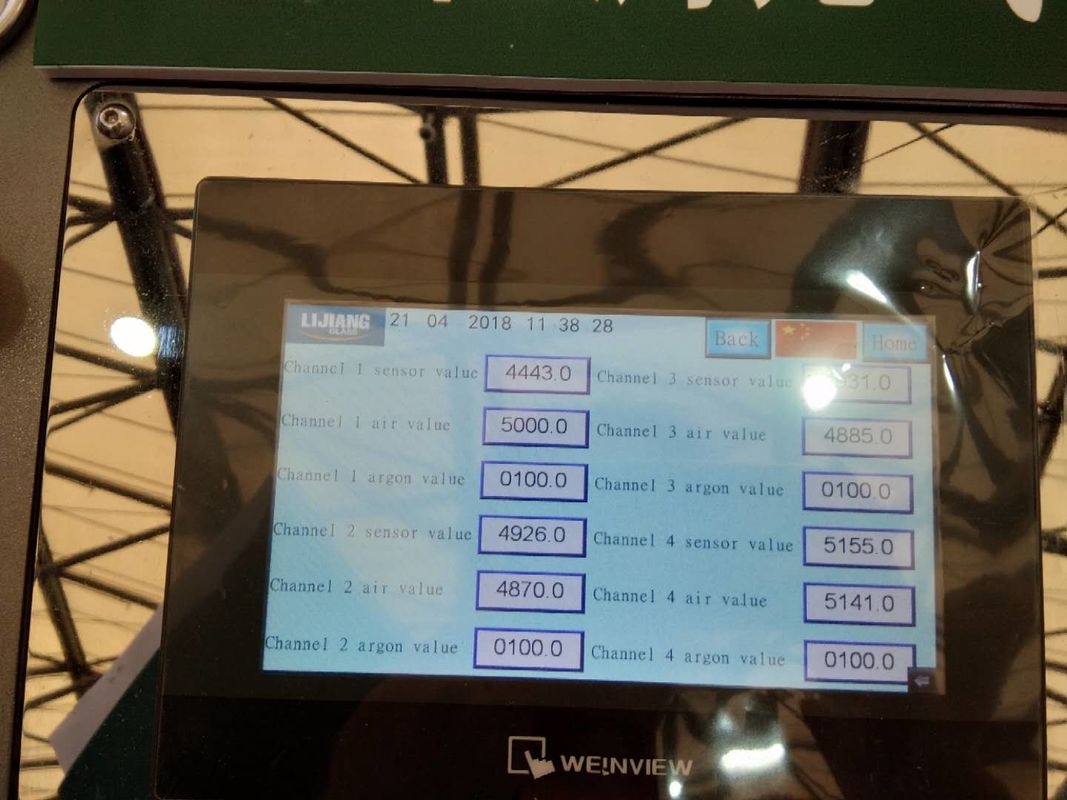 LIJIANG
GLASS
21 04 2018 11 38 28
Back
Home
Channel 1 sensor value 4443.0
Channel 3 sensor value
Channel 1 air value 5000.0
Channel 3 air value 4885.0
Channel 1 argon value 0100.0
Channel 3 argon value 0100.0
Channel 2 sensor value 4926.0
Channel 4 sensor value 5155.0
Channel 2 air value 4870.0
Channel 4 air value 5141.0
Channel 2 argon value 0100.0
Channel 4 argon value 0100.0
WE!NVIEW